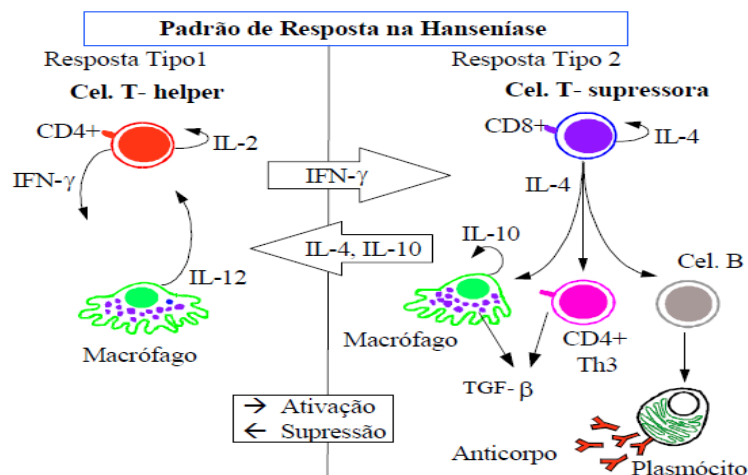 Padrão de Resposta na Hanseníase
Resposta Tipo1
Cel. T- helper
CD4+
IL-2
IFN-γ
IL-12
Macrófago
IFN-γ
IL-4, IL-10
→ Ativação
← Supressão
Resposta Tipo 2
Cel. T- supressora
CD8+
IL-4
IL-4
IL-10
Cel. B
Macrófago
CD4+
Th3
TGF- β
Anticorpo
Plasmócito